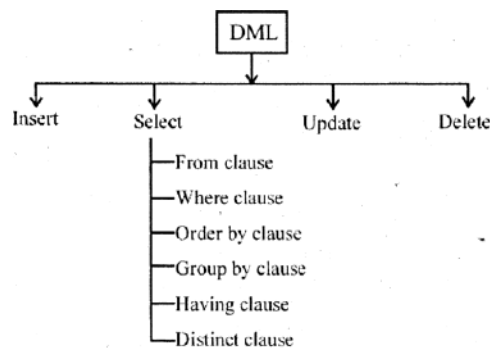 DML
Insert Select Update Delete
From clause
Where clause
Order by clause
Group by clause
Having clause
Distinct clause